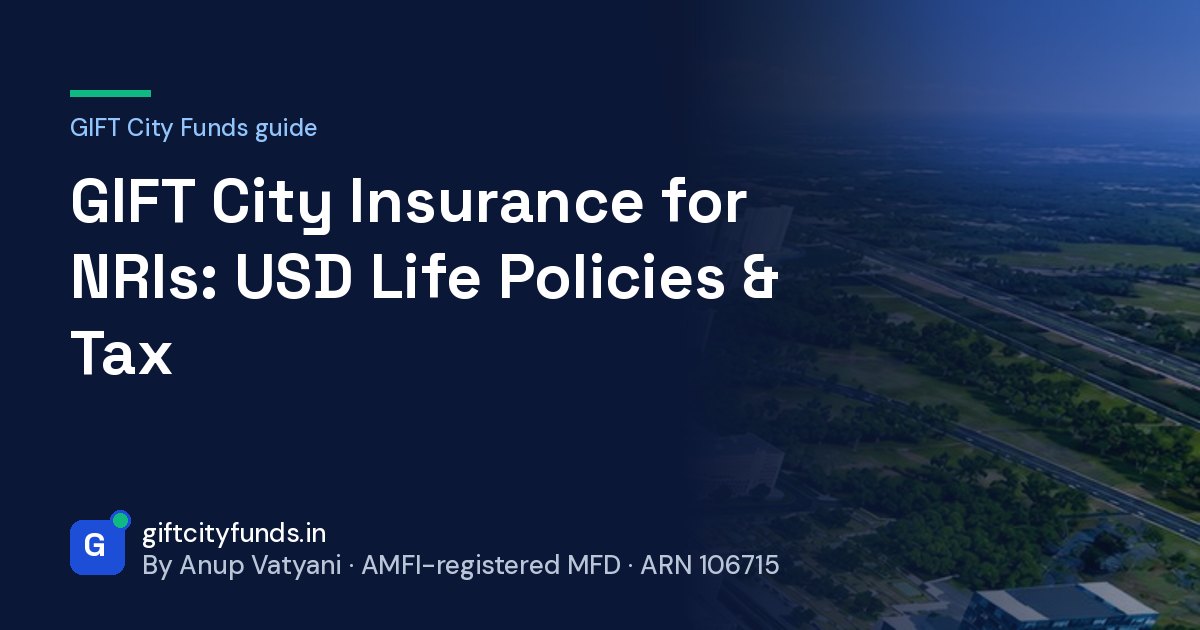 GIFT City Funds guide
GIFT City Insurance for
NRIs: USD Life Policies &
Tax
G
giftcityfunds.in
By Anup Vatyani · AMFI-registered MFD · ARN 106715